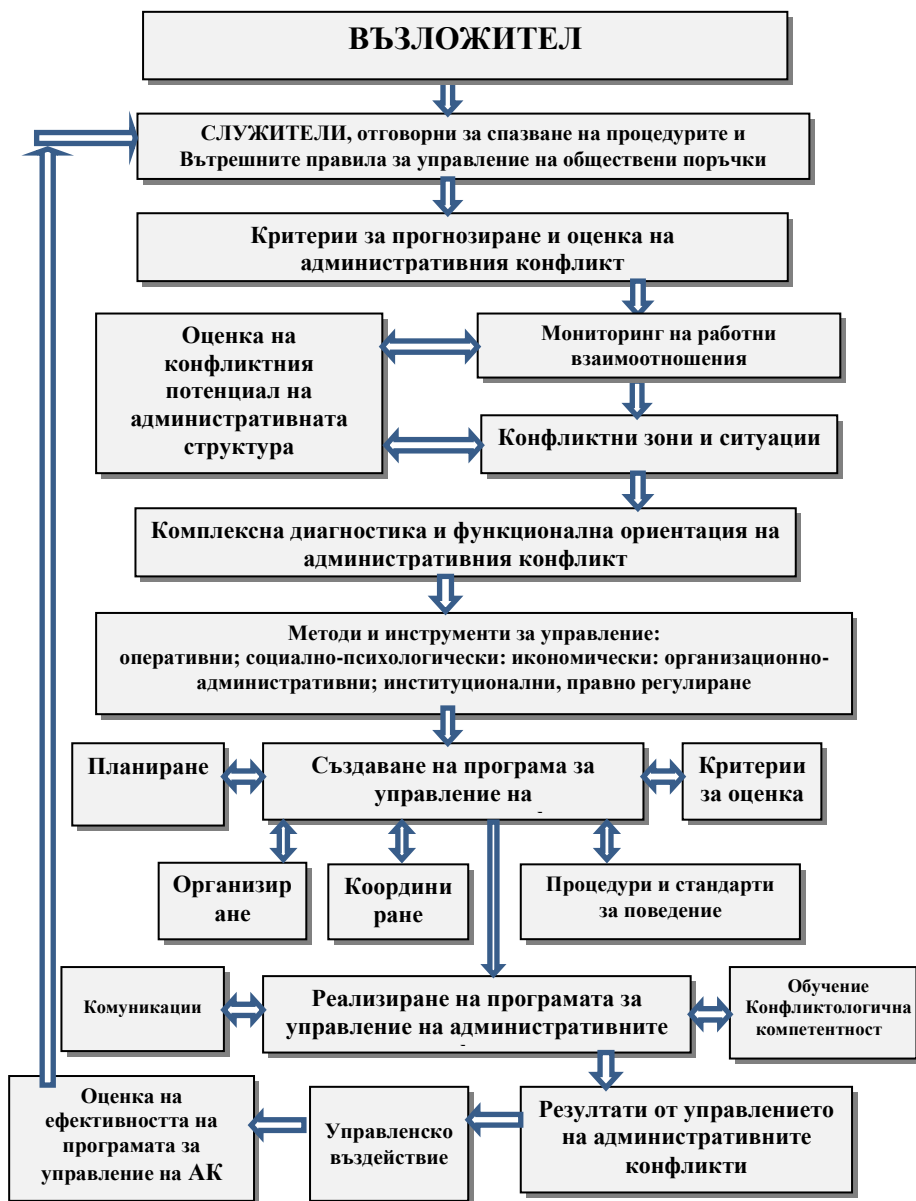 ВЪЗЛОЖИТЕЛ
СЛУЖИТЕЛИ, отговорни за спазване на процедурите и
Вътрешните правила за управление на обществени поръчки
Критерии за прогнозиране и оценка на
административния конфликт
Оценка на
конфликтния
потенциал на
административната
структура
Мониторинг на работни
взаимоотношения
Конфликтни зони и ситуации
Комплексна диагностика и функционална ориентация на
административния конфликт
Методи и инструменти за управление:
оперативни; социално-психологически: икономически: организационно-
административни; институционални, правно регулиране
Планиране
Създаване на програма за
управление на
Критерии
за оценка
Организир
ане
Координи
ране
Процедури и стандарти
за поведение
Комуникации
Реализиране на програмата за
управление на административните
Обучение
Конфликтологична
компетентност
Оценка на
ефективността на
програмата за
управление на АК
Управленско
въздействие
Резултати от управлението
на административните
конфликти